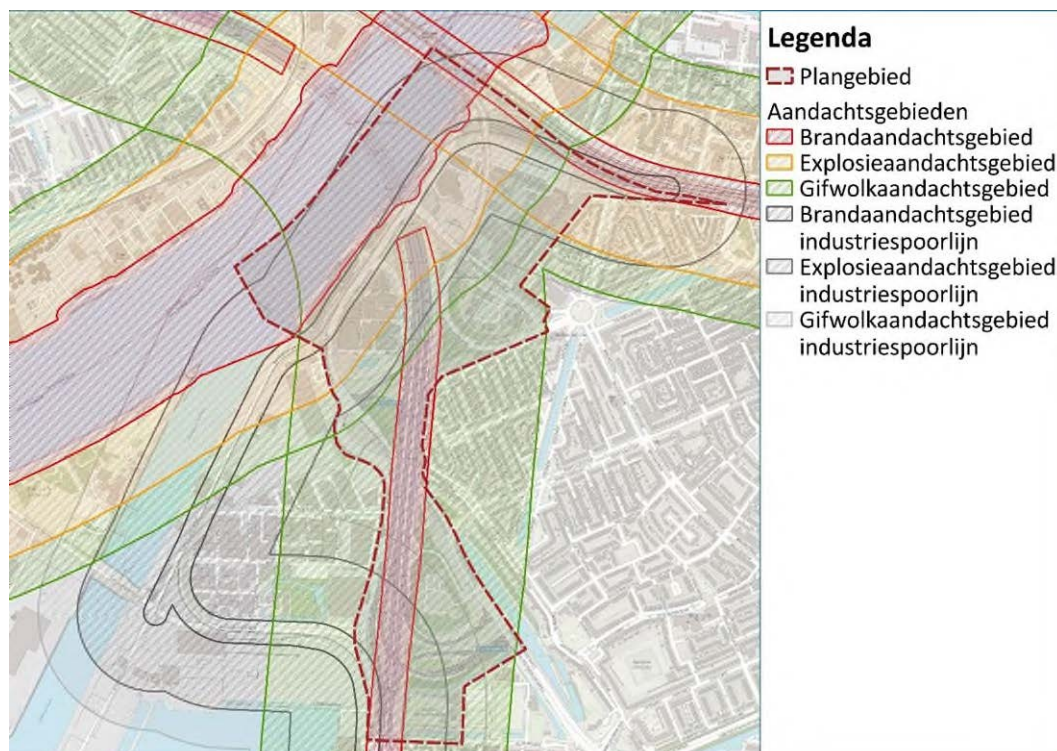 Legenda
Plangebied
Aandachtsgebieden
Brandaandachtsgebied
Explosieaandachtsgebied
Gifwolkaandachtsgebied
Brandaandachtsgebied
industriespoorlijn
Explosieaandachtsgebied
industriespoorlijn
Gifwolkaandachtsgebied
industriespoorlijn